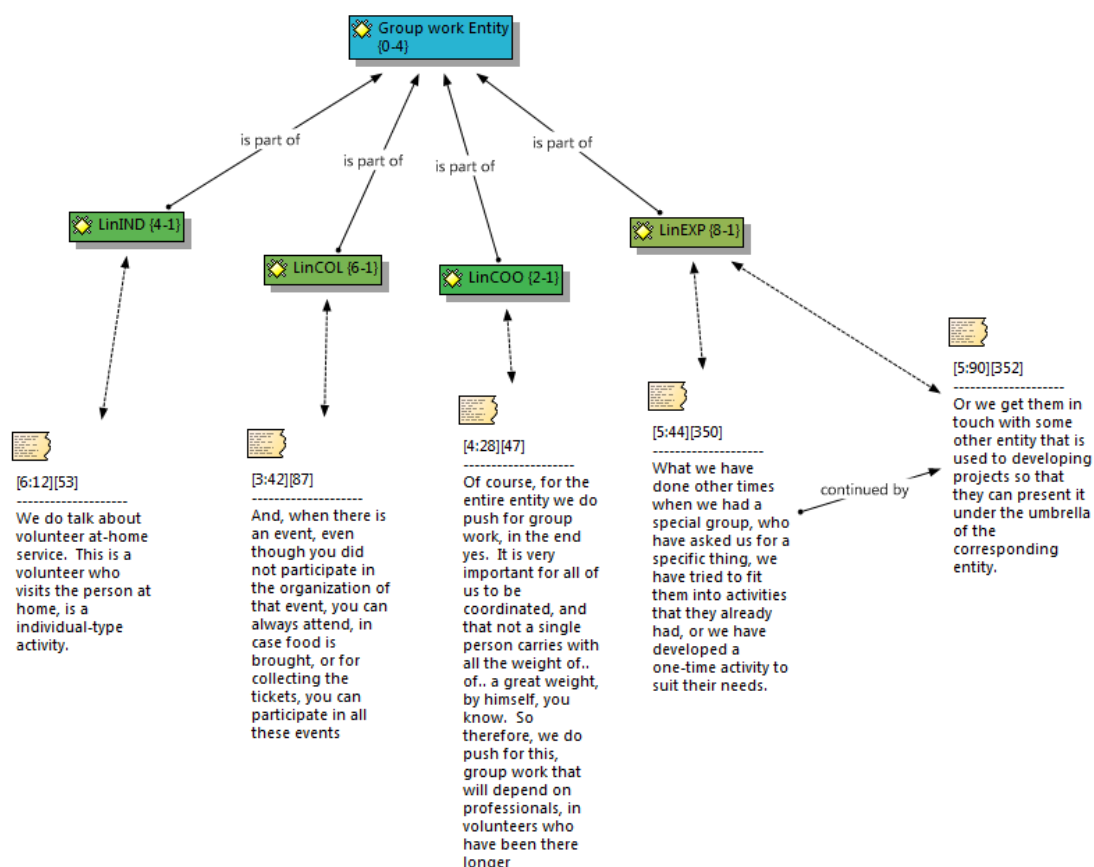 Group work Entity
{0-4}
is part of
is part of
is part of
is part of
LinIND {4-1}
LinCOL {6-1}
LinCOO {2-1}
LinEXP {8-1}
[6:12][53]
--------------------
We do talk about
volunteer at-home
service. This is a
volunteer who
visits the person at
home, is a
individual-type
activity.
[3:42][87]
--------------------
And, when there is
an event, even
though you did
not participate in
the organization of
that event, you can
always attend, in
case food is
brought, or for
collecting the
tickets, you can
participate in all
these events
[4:28][47]
--------------------
Of course, for the
entire entity we do
push for group
work, in the end
yes. It is very
important for all of
us to be
coordinated, and
that not a single
person carries with
all the weight of..
of.. a great weight,
by himself, you
know. So
therefore, we do
push for this,
group work that
will depend on
professionals, in
volunteers who
have been there
longer
[5:44][350]
--------------------
What we have
done other times
when we had a
special group, who
have asked us for a
specific thing, we
have tried to fit
them into activities
that they already
had, or we have
developed a
one-time activity to
suit their needs.
continued by
[5:90][352]
--------------------
Or we get them in
touch with some
other entity that is
used to developing
projects so that
they can present it
under the umbrella
of the
corresponding
entity.